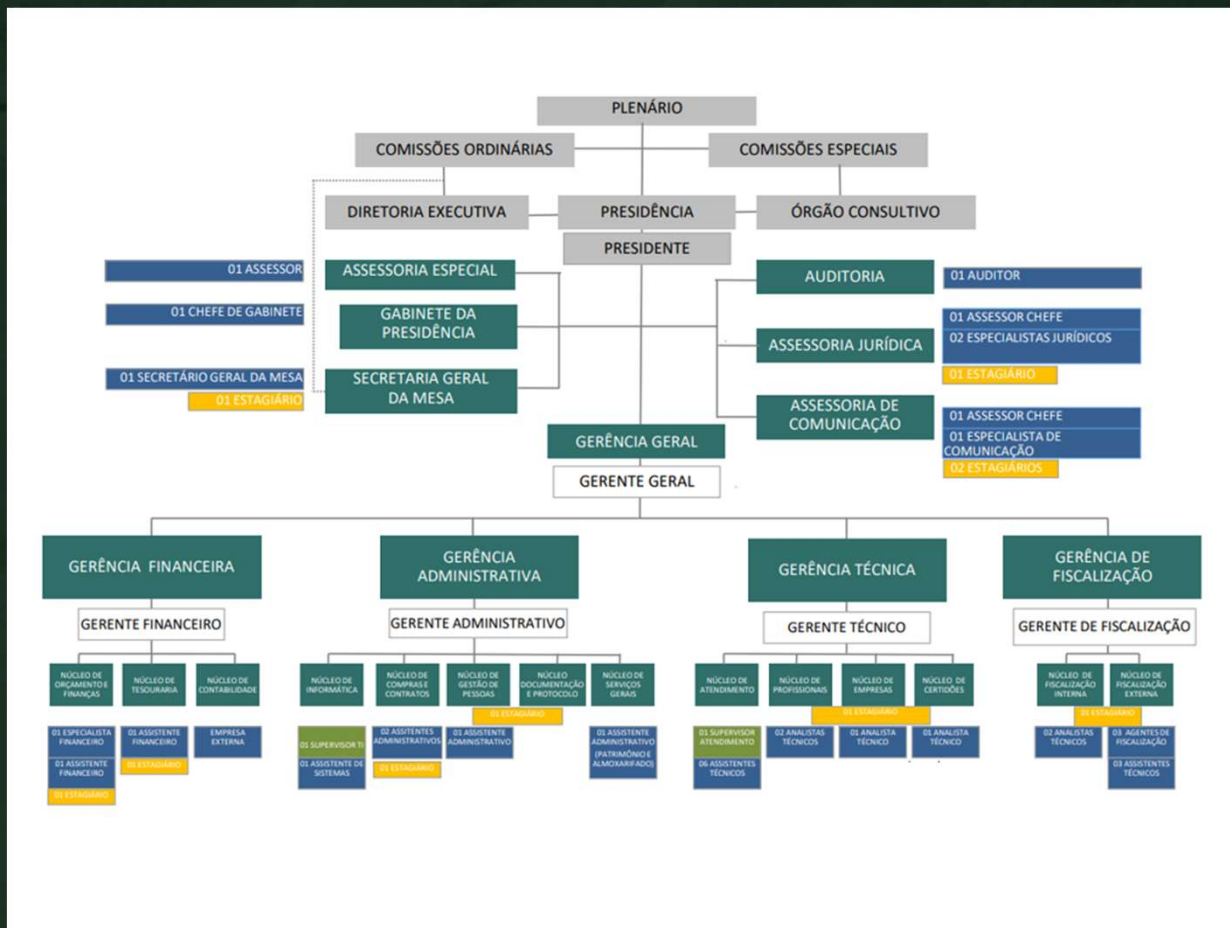 PLENÁRIO
COMISSÕES ORDINÁRIAS
COMISSÕES ESPECIAIS
DIRETORIA EXECUTIVA
PRESIDÊNCIA
ÓRGÃO CONSULTIVO
PRESIDENTE
01 ASSESSOR
ASSESSORIA ESPECIAL
AUDITORIA
01 AUDITOR
01 CHEFE DE GABINETE
GABINETE DA
PRESIDÊNCIA
ASSESSORIA JURÍDICA
01 ASSESSOR CHEFE
02 ESPECIALISTAS JURÍDICOS
01 ESTAGIÁRIO
01 SECRETÁRIO GERAL DA MESA
01 ESTAGIÁRIO
SECRETARIA GERAL
DA MESA
ASSESSORIA DE
COMUNICAÇÃO
01 ASSESSOR CHEFE
01 ESPECIALISTA DE
COMUNICAÇÃO
02 ESTAGIÁRIOS
GERÊNCIA GERAL
GERENTE GERAL
GERÊNCIA FINANCEIRA
GERÊNCIA
ADMINISTRATIVA
GERÊNCIA TÉCNICA
GERÊNCIA DE
FISCALIZAÇÃO
GERENTE FINANCEIRO
GERENTE ADMINISTRATIVO
GERENTE TÉCNICO
GERENTE DE FISCALIZAÇÃO
NÚCLEO DE
ORÇAMENTO E
FINANÇAS
NÚCLEO DE
TESOURARIA
NÚCLEO DE
CONTABILIDADE
NÚCLEO DE
INFORMÁTICA
NÚCLEO DE
COMPRAS E
CONTRATOS
NÚCLEO DE
GESTÃO DE
PESSOAS
NÚCLEO
DOCUMENTAÇÃO
E PROTOCOLO
NÚCLEO DE
SERVIÇOS
GERAIS
NÚCLEO DE
ATENDIMENTO
NÚCLEO DE
PROFISSIONAIS
NÚCLEO DE
EMPRESAS
NÚCLEO DE
CERTIDÕES
NÚCLEO DE
FISCALIZAÇÃO
INTERNA
NÚCLEO DE
FISCALIZAÇÃO
EXTERNA
01 ESTAGIÁRIO
01 ESTAGIÁRIO
01 ESTAGIÁRIO
01 ESPECIALISTA
FINANCEIRO
01 ASSISTENTE
FINANCEIRO
01 ESTAGIÁRIO
01 ASSISTENTE
FINANCEIRO
01 ESTAGIÁRIO
EMPRESA
EXTERNA
01 SUPERVISOR TI
01 ASSISTENTE DE
SISTEMAS
02 ASSITENTES
ADMINISTRATIVOS
01 ESTAGIÁRIO
01 ASSISTENTE
ADMINISTRATIVO
01 ASSISTENTE
ADMINISTRATIVO
(PATRIMÔNIO E
ALMOXARIFADO)
01 SUPERVISOR
ATENDIMENTO
06 ASSISTENTES
TÉCNICOS
02 ANALISTAS
TÉCNICOS
01 ANALISTA
TÉCNICO
01 ANALISTA
TÉCNICO
02 ANALISTAS
TÉCNICOS
03 AGENTES DE
FISCALIZAÇÃO
03 ASSISTENTES
TÉCNICOS